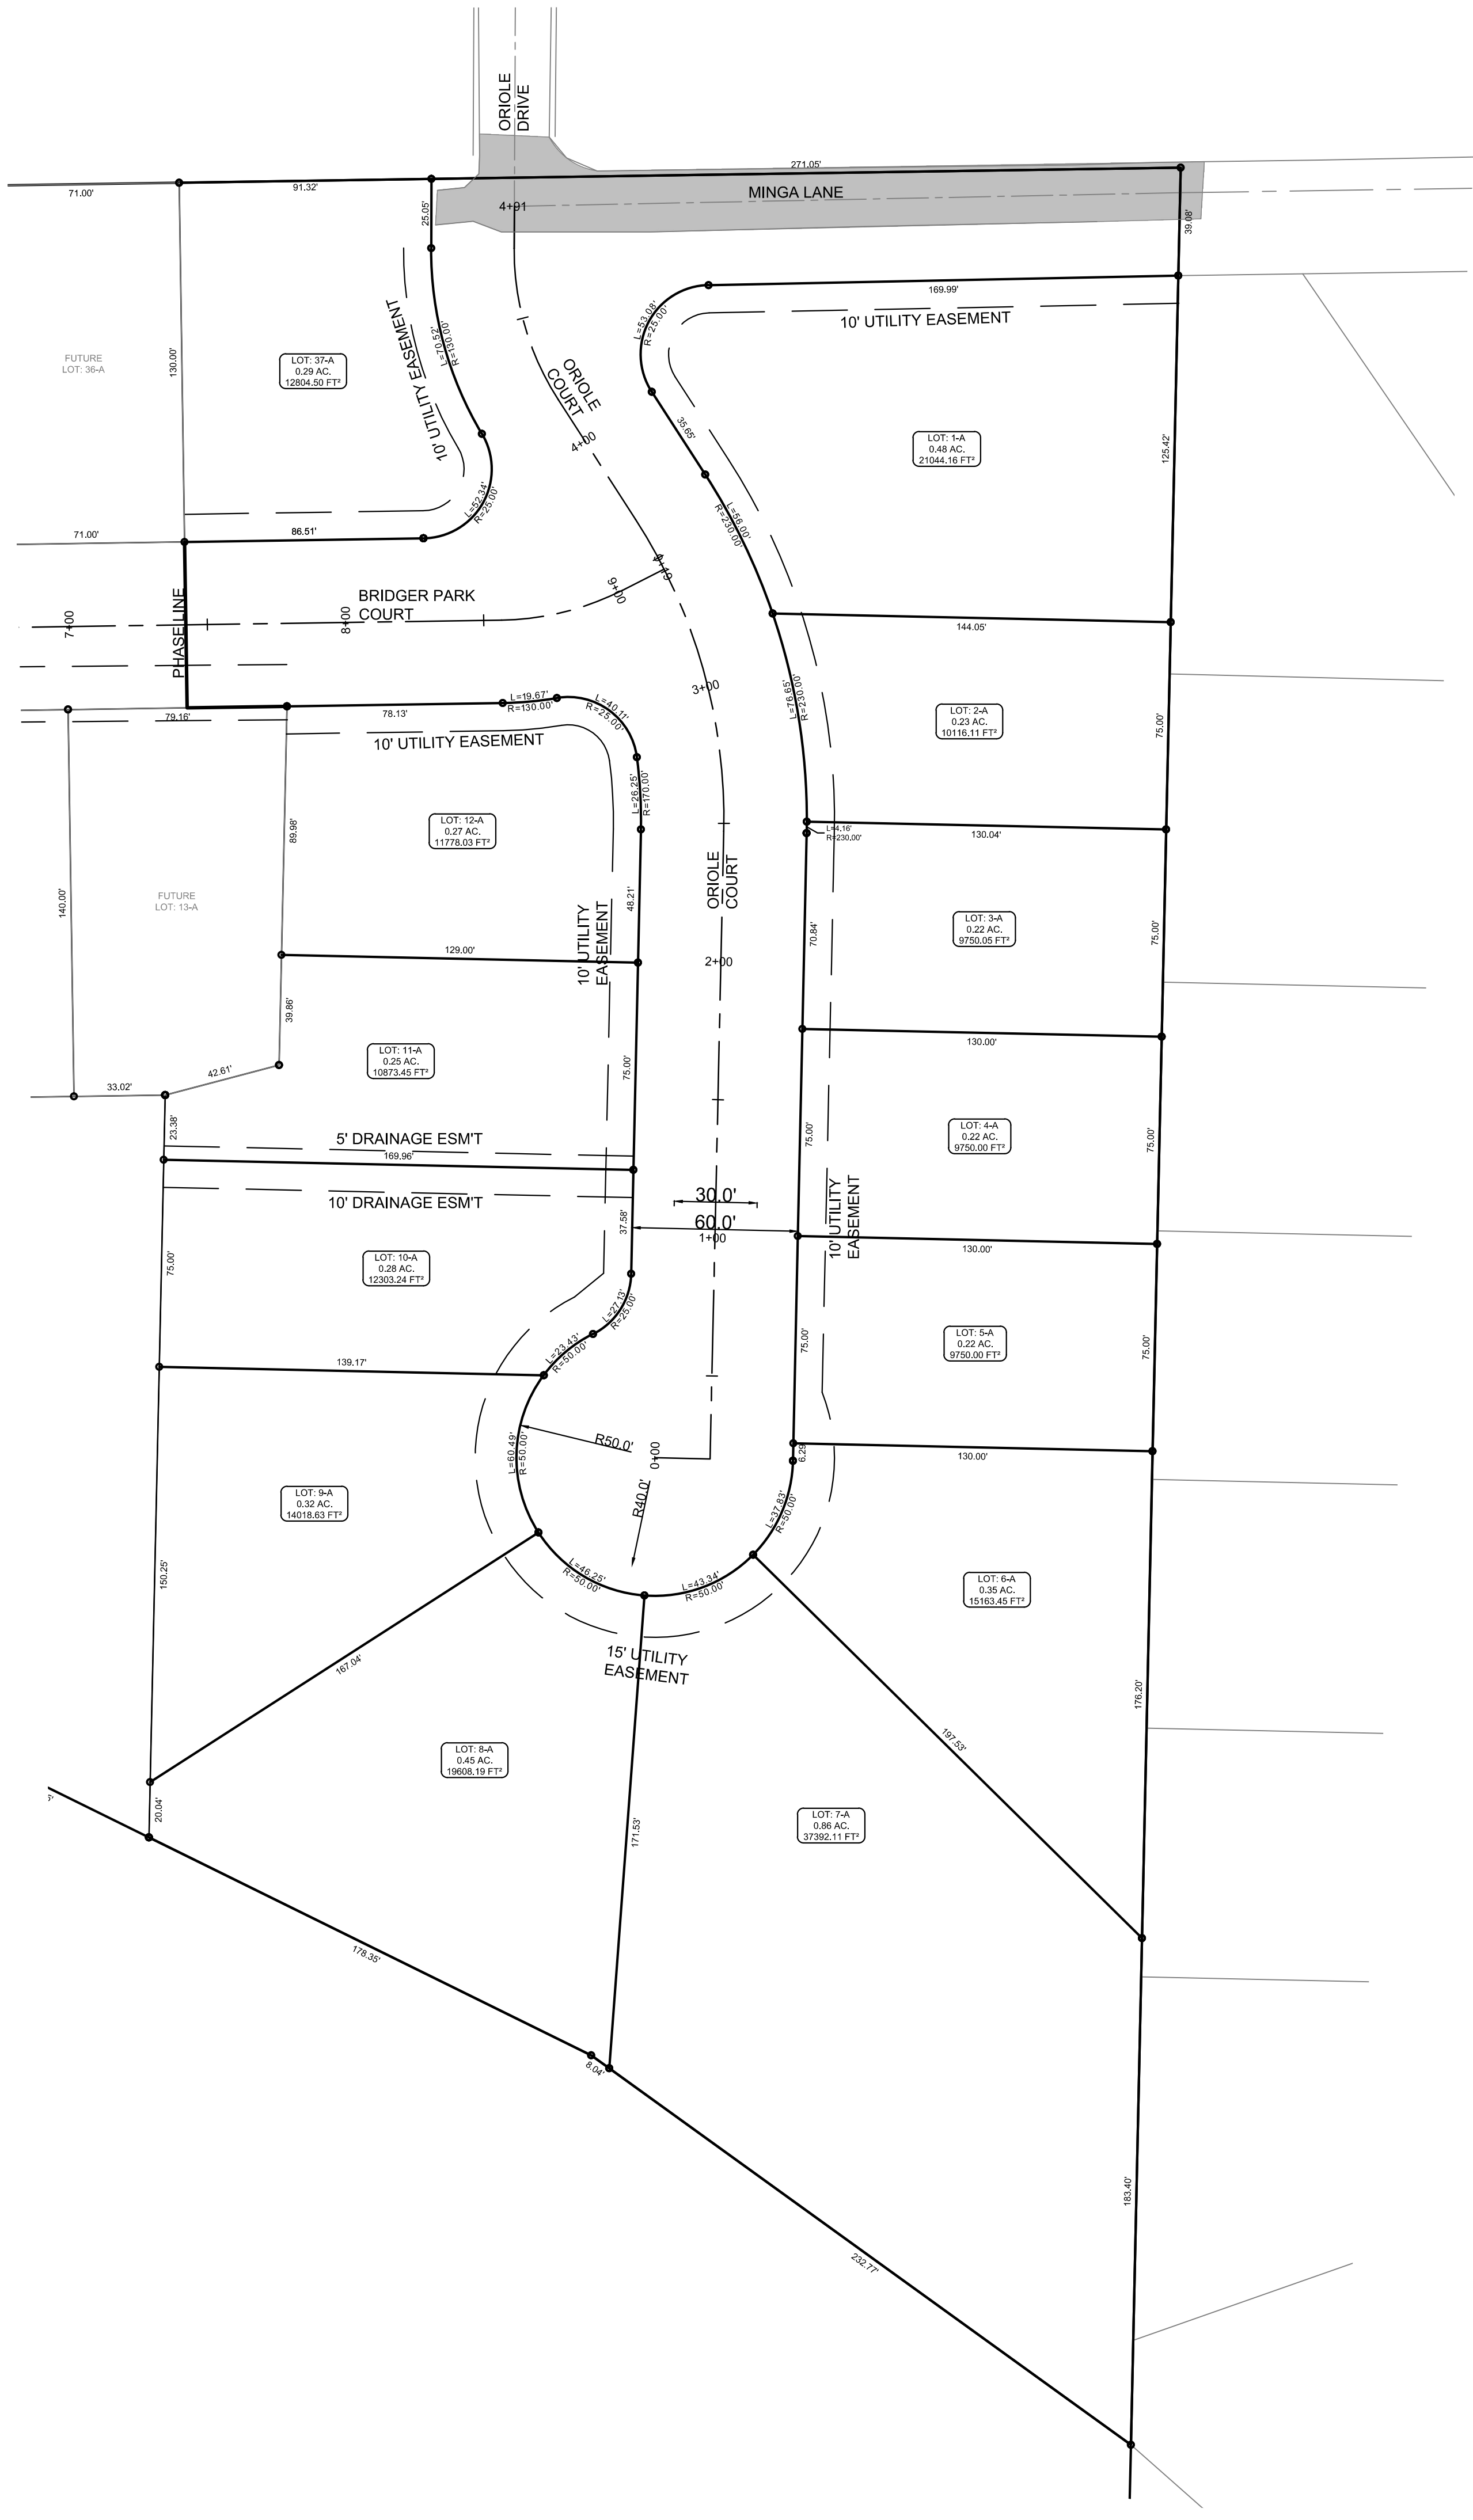 ORIOLE
DRIVE
271.05'
71.00'
91.32'
MINGA LANE
25.05'
4+91
39.08'
169.99'
10' UTILITY EASEMENT
L=53.08'
R=25.00'
L=70.52'
R=130.00'
10' UTILITY EASEMENT
130.00'
FUTURE
LOT: 36-A
LOT: 37-A
0.29 AC.
12804.50 FT²
ORIOLE
COURT
4+00
35.65'
LOT: 1-A
0.48 AC.
21044.16 FT²
125.42'
L=52.34'
R=25.00'
L=56.00'
R=230.00'
71.00'
86.51'
4+19
9+00
BRIDGER PARK
COURT
8+00
7+00
PHASE LINE
144.05'
3+00
L=76.65'
R=230.00'
L=19.67'
R=130.00'
L=40.11'
R=25.00'
79.16'
78.13'
10' UTILITY EASEMENT
LOT: 2-A
0.23 AC.
10116.11 FT²
75.00'
L=26.25'
R=170.00'
LOT: 12-A
0.27 AC.
11778.03 FT²
89.98'
L=4.16'
R=230.00'
130.04'
ORIOLE
COURT
140.00'
FUTURE
LOT: 13-A
48.21'
10' UTILITY
EASEMENT
129.00'
2+00
70.84'
LOT: 3-A
0.22 AC.
9750.05 FT²
75.00'
39.86'
LOT: 11-A
0.25 AC.
10873.45 FT²
75.00'
130.00'
42.61'
33.02'
23.38'
5' DRAINAGE ESM'T
169.96'
10' DRAINAGE ESM'T
75.00'
LOT: 4-A
0.22 AC.
9750.00 FT²
75.00'
30.0'
60.0'
1+00
37.58'
10' UTILITY
EASEMENT
130.00'
75.00'
LOT: 10-A
0.28 AC.
12303.24 FT²
L=27.13'
R=25.00'
L=23.43'
R=50.00'
139.17'
75.00'
LOT: 5-A
0.22 AC.
9750.00 FT²
75.00'
R50.0'
0+00
R40.0'
6.29'
130.00'
L=60.49'
R=50.00'
LOT: 9-A
0.32 AC.
14018.63 FT²
L=37.83'
R=50.00'
150.25'
L=46.25'
R=50.00'
L=43.34'
R=50.00'
LOT: 6-A
0.35 AC.
15163.45 FT²
15' UTILITY
EASEMENT
167.04'
176.20'
197.53'
LOT: 8-A
0.45 AC.
19608.19 FT²
20.04'
171.53'
LOT: 7-A
0.86 AC.
37392.11 FT²
178.35'
8.04'
183.40'
232.77'